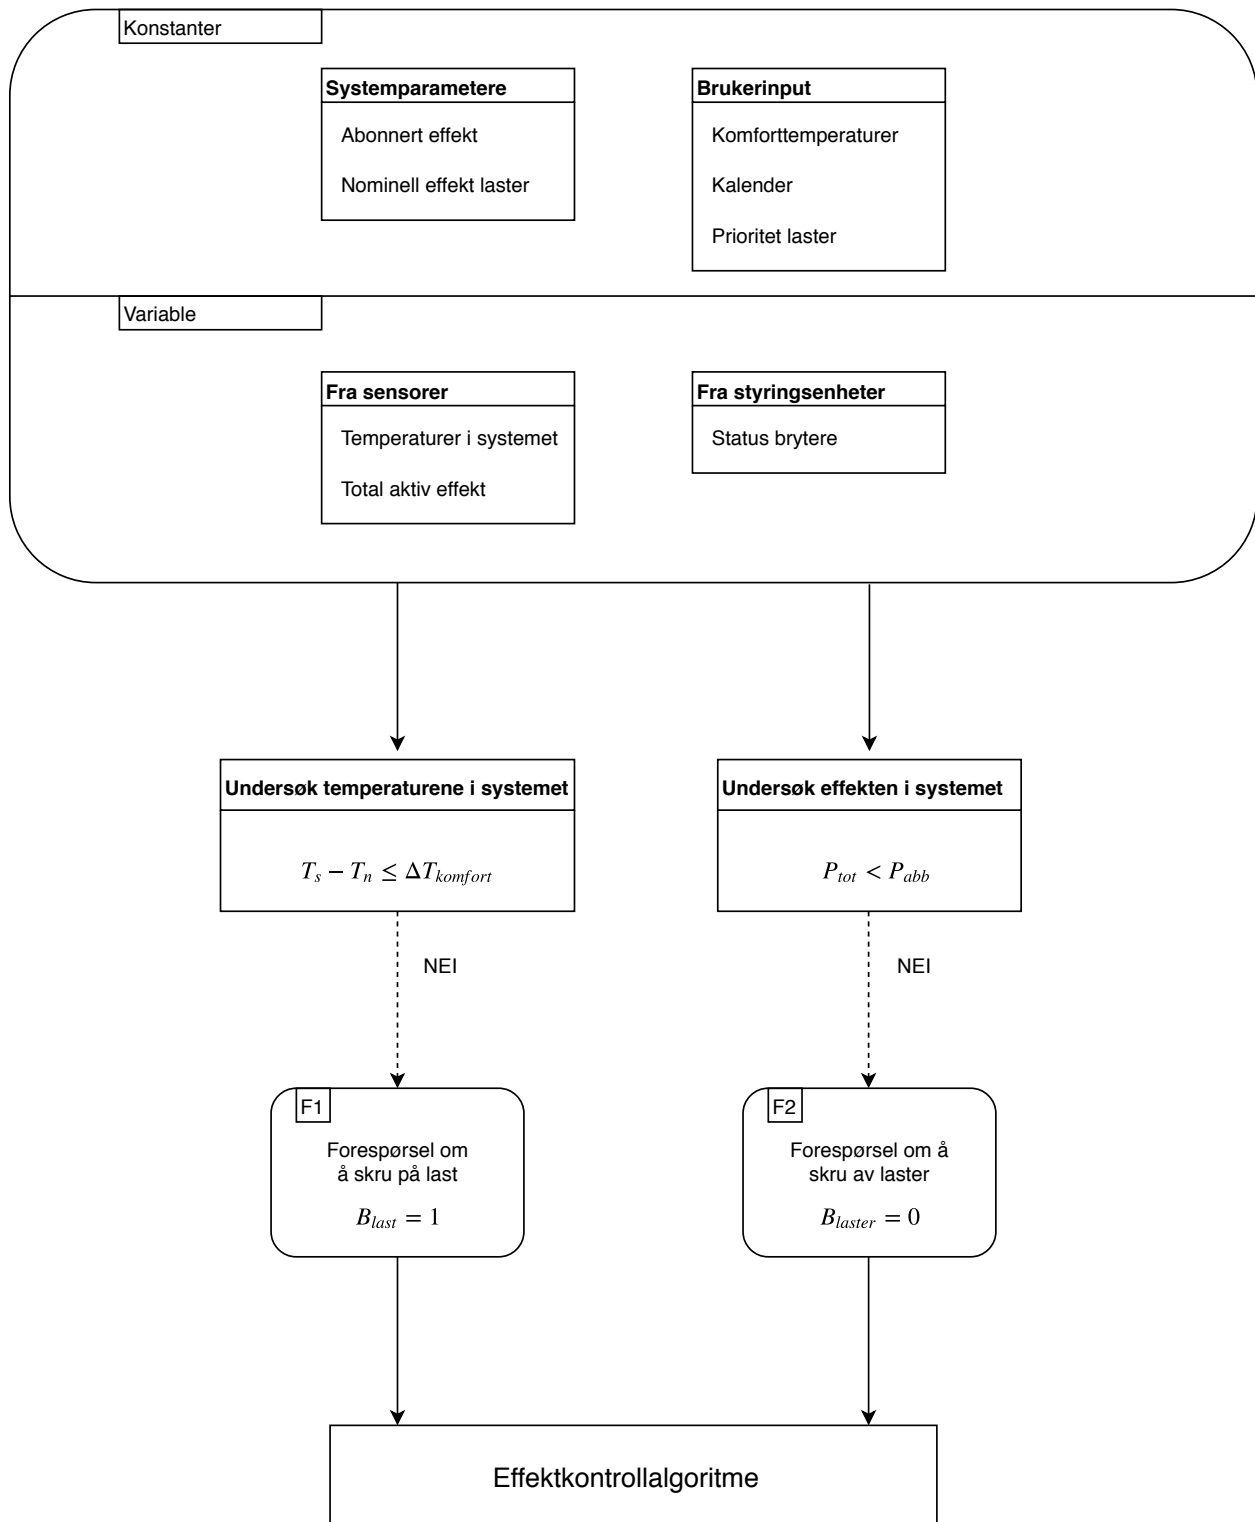 Konstanter
Systemparametere
Abonnert effekt
Nominell effekt laster
Brukerinput
Komforttemperaturer
Kalender
Prioritet laster
Variable
Fra sensorer
Temperaturer i systemet
Total aktiv effekt
Fra styringsenheter
Status brytere
Undersøk temperaturene i systemet
T_s − T_n ≤ ΔT_komfort
Undersøk effekten i systemet
P_tot < P_abb
NEI
NEI
F1
Forespørsel om
å skru på last
B_last = 1
F2
Forespørsel om å
skru av laster
B_laster = 0
Effektkontrollalgoritme